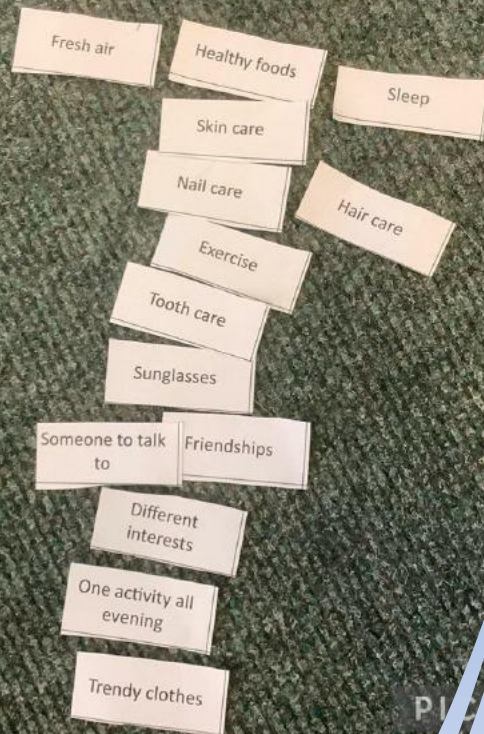 Fresh air
Healthy foods
Sleep
Skin care
Nail care
Hair care
Exercise
Tooth care
Sunglasses
Someone to talk
to
Friendships
Different
interests
One activity all
evening
Trendy clothes